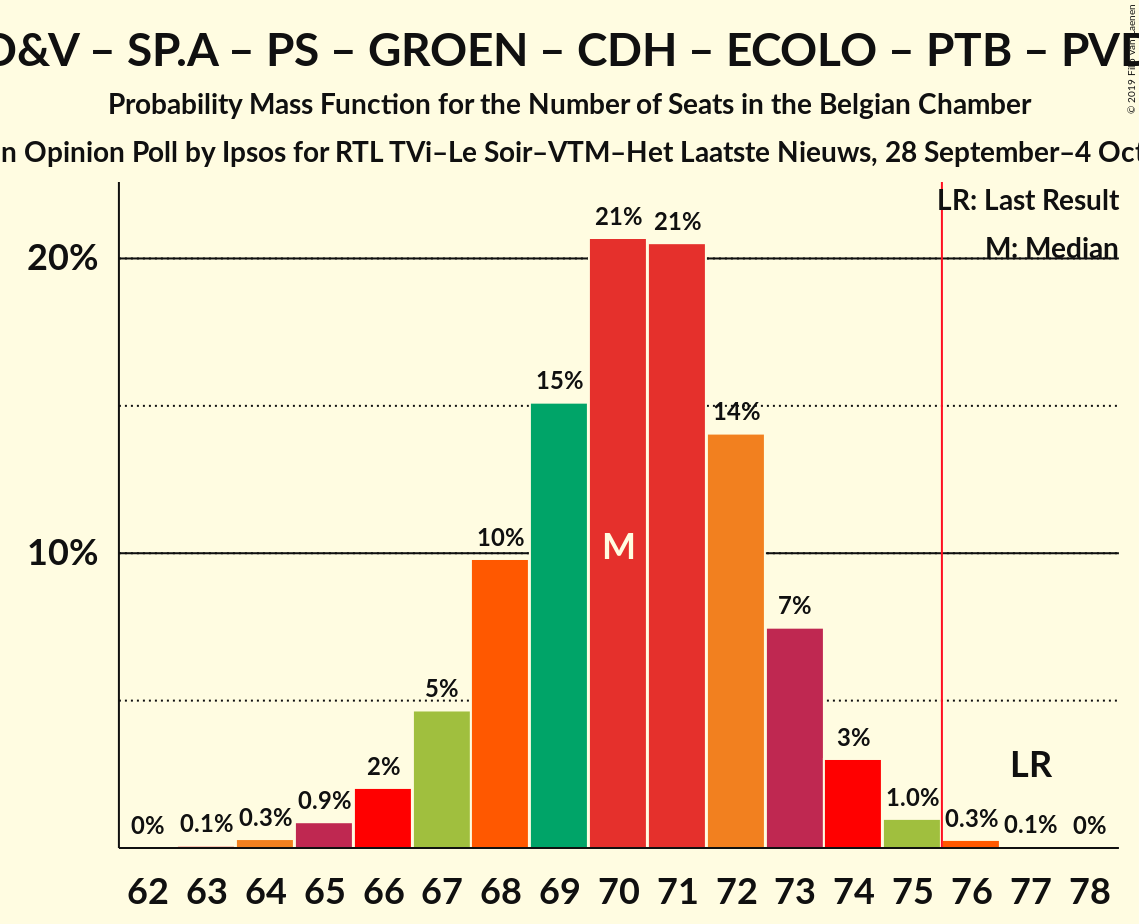 – SP.A – PS – GROEN – CDH – ECOLO – PTB –
Probability Mass Function for the Number of Seats in the Belgian Chamber
Opinion Poll by Ipsos for RTL TVi–Le Soir–VTM–Het Laatste Nieuws, 28 September–4
© 2019
LR: Last Result
M: Median
20%
10%
0% 0.1% 0.3% 0.9% 2% 5% 10% 15% 21% 21% 14% 7% 3% 1.0% 0.3% 0.1% 0%
M
LR
62 63 64 65 66 67 68 69 70 71 72 73 74 75 76 77 78